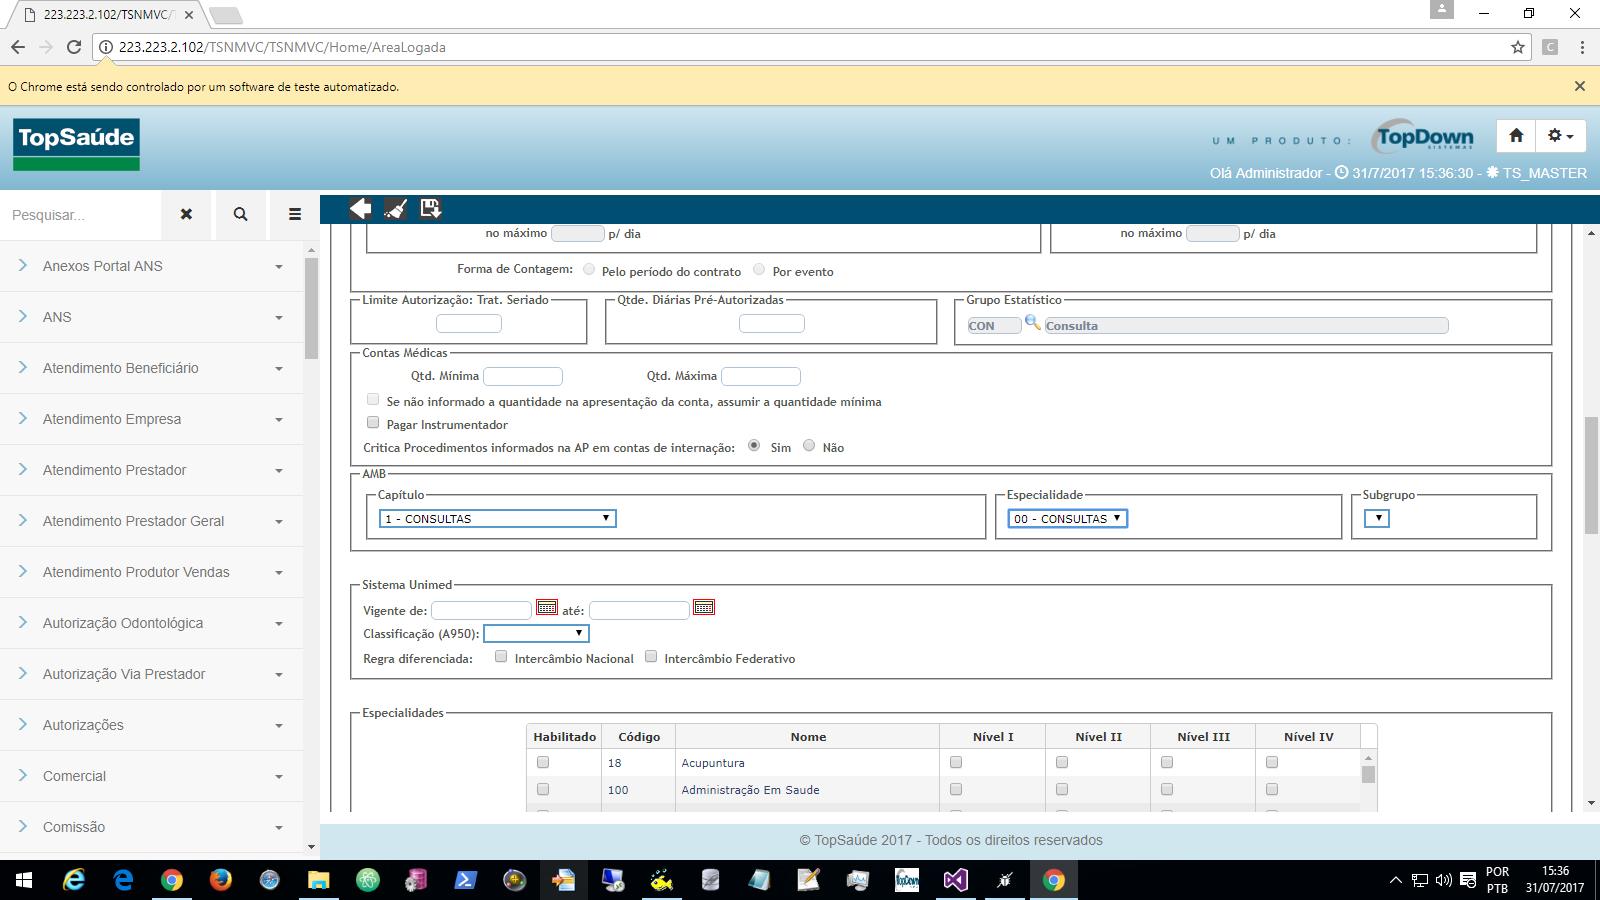 223.223.2.102/TSNMVC/T
223.223.2.102/TSNMVC/TSNMVC/Home/AreaLogada
C
O Chrome está sendo controlado por um software de teste automatizado.
TopSaúde
UM PRODUTO:
TopDown
SISTEMAS
Olá Administrador - 31/7/2017 15:36:30 - TS_MASTER
Pesquisar...
Anexos Portal ANS
ANS
Atendimento Beneficiário
Atendimento Empresa
Atendimento Prestador
Atendimento Prestador Geral
Atendimento Produtor Vendas
Autorização Odontológica
Autorização Via Prestador
Autorizações
Comercial
Comissão
no máximo p/ dia
no máximo p/ dia
Forma de Contagem: Pelo período do contrato Por evento
Limite Autorização: Trat. Seriado
Qtde. Diárias Pré-Autorizadas
Grupo Estatístico
CON Consulta
Contas Médicas
Qtd. Mínima Qtd. Máxima
Se não informado a quantidade na apresentação da conta, assumir a quantidade mínima
Pagar Instrumentador
Critica Procedimentos informados na AP em contas de internação: Sim Não
AMB
Capítulo
1 - CONSULTAS
Especialidade
00 - CONSULTAS
Subgrupo
Sistema Unimed
Vigente de: até:
Classificação (A950):
Regra diferenciada: Intercâmbio Nacional Intercâmbio Federativo
Especialidades
Habilitado Código Nome Nível I Nível II Nível III Nível IV
18 Acupuntura
100 Administração Em Saude
© TopSaúde 2017 - Todos os direitos reservados
TopDown
POR
PTB
15:36
31/07/2017